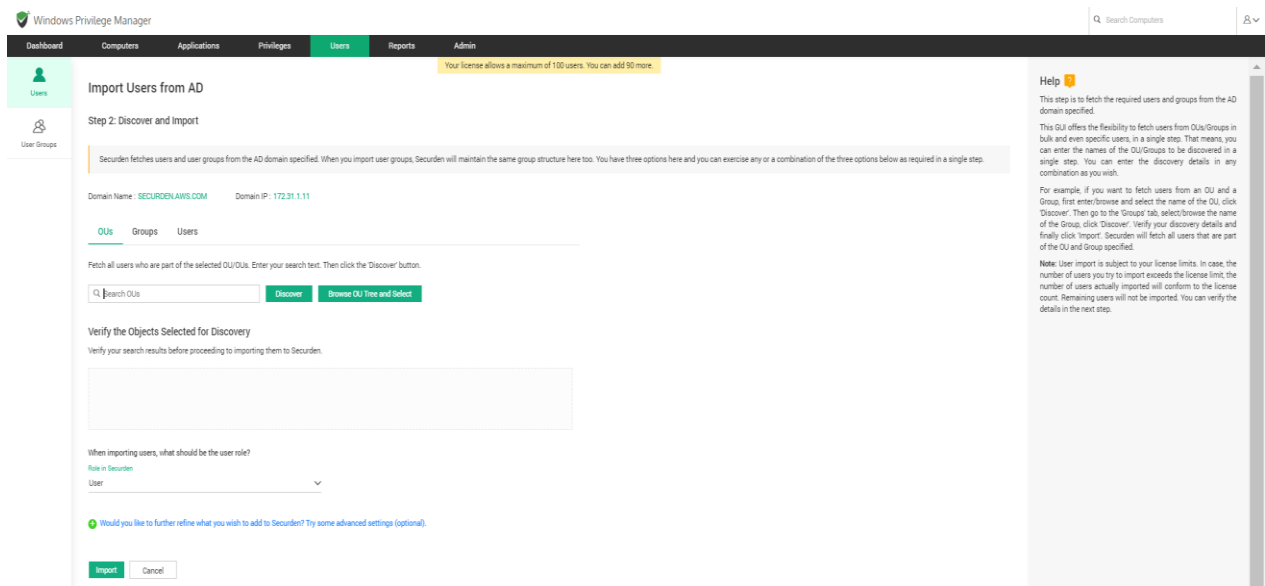 Windows Privilege Manager
Search Computers
Dashboard
Computers
Applications
Privileges
Users
Reports
Admin
Your license allows a maximum of 100 users. You can add 90 more.
Users
User Groups
Import Users from AD
Step 2: Discover and Import
Securden fetches users and user groups from the AD domain specified. When you import user groups, Securden will maintain the same group structure here too. You have three options here and you can exercise any or a combination of the three options below as required in a single step.
Domain Name : SECURDEN.AWS.COM
Domain IP : 172.31.1.11
OUs
Groups
Users
Fetch all users who are part of the selected OU/OUs. Enter your search text. Then click the 'Discover' button.
Search OUs
Discover
Browse OU Tree and Select
Verify the Objects Selected for Discovery
Verify your search results before proceeding to importing them to Securden.
When importing users, what should be the user role?
Role in Securden
User
Would you like to further refine what you wish to add to Securden? Try some advanced settings (optional).
Import
Cancel
Help ?
This step is to fetch the required users and groups from the AD
domain specified.
This GUI offers the flexibility to fetch users from OUs/Groups in
bulk and even specific users, in a single step. That means, you
can enter the names of the OU/Groups to be discovered in a
single step. You can enter the discovery details in any
combination as you wish.
For example, if you want to fetch users from an OU and a
Group, first enter/browse and select the name of the OU, click
'Discover'. Then go to the 'Groups' tab, select/browse the name
of the Group, click 'Discover'. Verify your discovery details and
finally click 'Import'. Securden will fetch all users that are part
of the OU and Group specified.
Note: User import is subject to your license limits. In case, the
number of users you try to import exceeds the license limit, the
number of users actually imported will conform to the license
count. Remaining users will not be imported. You can verify the
details in the next step.